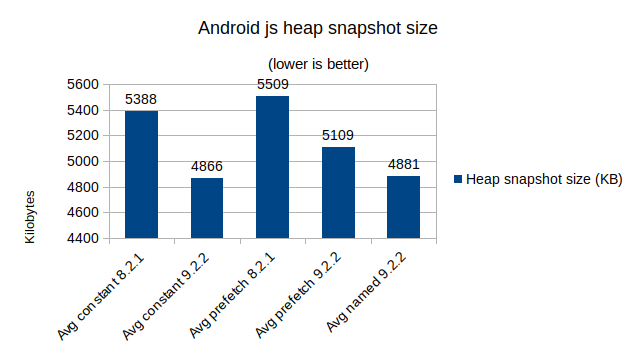 Android js heap snapshot size
(lower is better)
Kilobytes
5600
5400
5200
5000
4800
4600
4400
5388
4866
5509
5109
4881
Avg constant 8.2.1
Avg constant 9.2.2
Avg prefetch 8.2.1
Avg prefetch 9.2.2
Avg named 9.2.2
Heap snapshot size (KB)